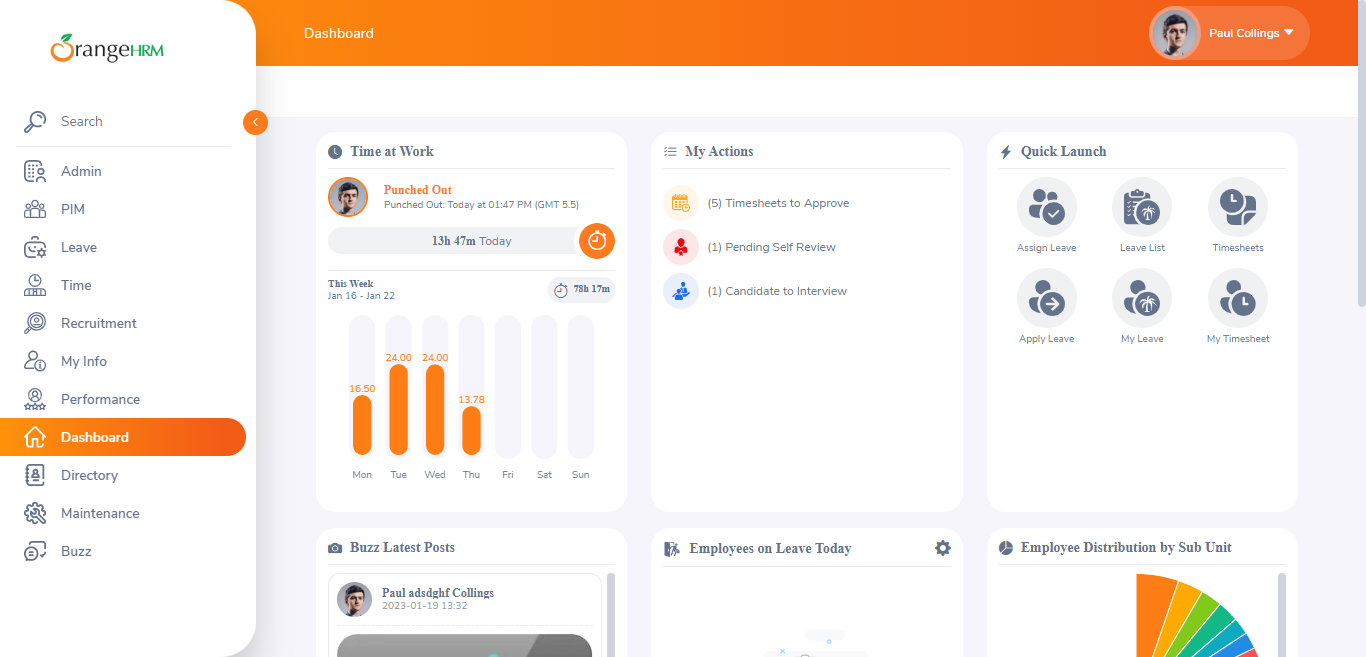 OrangeHRM
Dashboard
Paul Collings
Search
Admin
PIM
Leave
Time
Recruitment
My Info
Performance
Dashboard
Directory
Maintenance
Buzz
Time at Work
Punched Out
Punched Out: Today at 01:47 PM (GMT 5.5)
13h 47m Today
This Week
Jan 16 - Jan 22
78h 17m
24.00 24.00
16.50
13.78
Mon Tue Wed Thu Fri Sat Sun
My Actions
(5) Timesheets to Approve
(1) Pending Self Review
(1) Candidate to Interview
Quick Launch
Assign Leave Leave List Timesheets
Apply Leave My Leave My Timesheet
Buzz Latest Posts
Paul adsdghf Collings
2023-01-19 13:32
Employees on Leave Today
Employee Distribution by Sub Unit